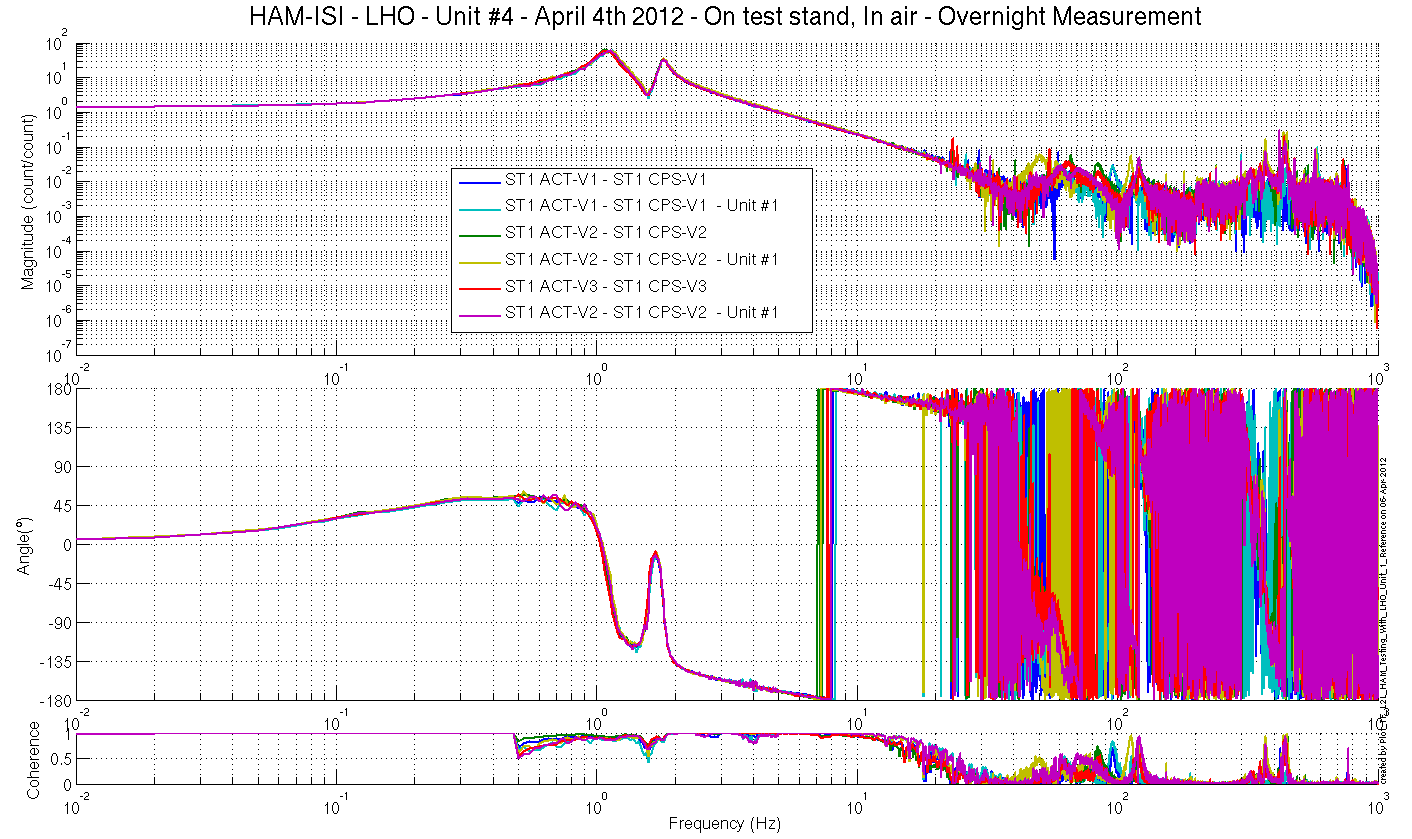 HAM-ISI - LHO - Unit #4 - April 4th 2012 - On test stand, In air - Overnight Measurement
Magnitude (count/count)
10^2
10^1
10^0
10^-1
10^-2
10^-3
10^-4
10^-5
10^-6
10^-7
ST1 ACT-V1 - ST1 CPS-V1
ST1 ACT-V1 - ST1 CPS-V1 - Unit #1
ST1 ACT-V2 - ST1 CPS-V2
ST1 ACT-V2 - ST1 CPS-V2 - Unit #1
ST1 ACT-V3 - ST1 CPS-V3
ST1 ACT-V2 - ST1 CPS-V2 - Unit #1
10^-2 10^-1 10^0 10^1 10^2 10^3
Angle(°)
180
135
90
45
0
-45
-90
-135
-180
10^-2 10^-1 10^0 10^1 10^2 10^3
Coherence
1
0.5
0
10^-2 10^-1 10^0 10^1 10^2 10^3
Frequency (Hz)